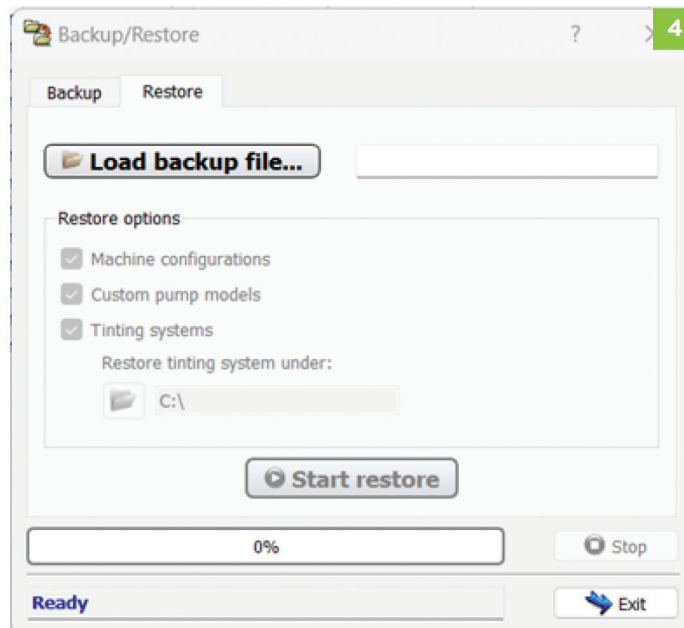 Backup/Restore
?
4
Backup
Restore
Load backup file...
Restore options
Machine configurations
Custom pump models
Tinting systems
Restore tinting system under:
C:\
Start restore
0%
Stop
Ready
Exit